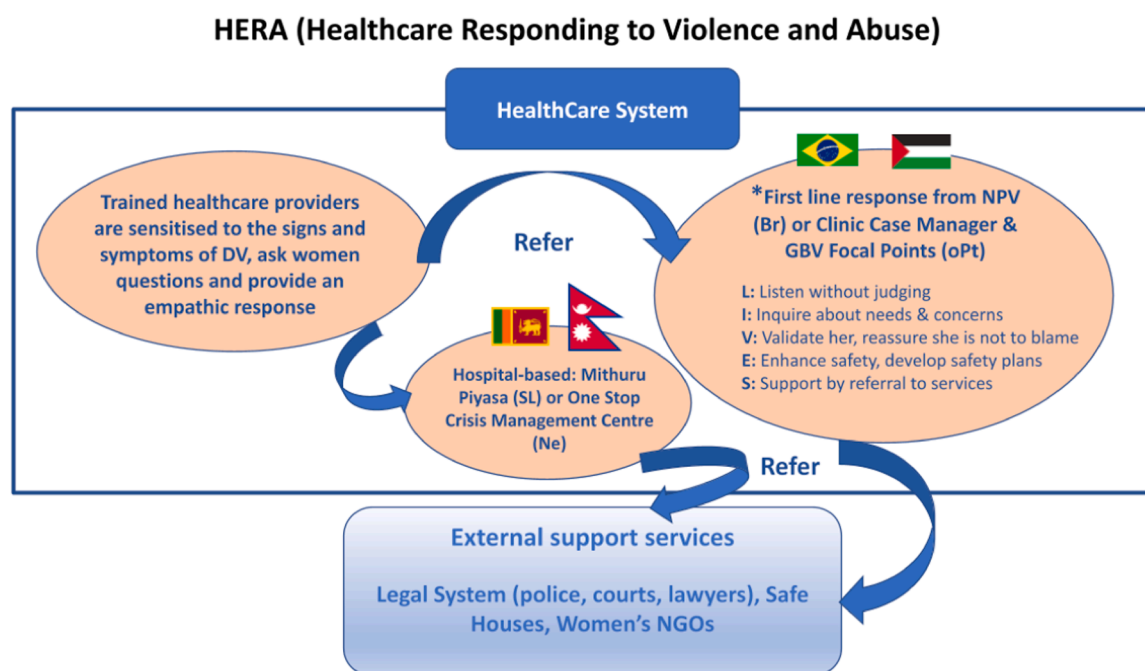 HERA (Healthcare Responding to Violence and Abuse)
HealthCare System
Trained healthcare providers
are sensitised to the signs and
symptoms of DV, ask women
questions and provide an
empathic response
Refer
*First line response from NPV
(Br) or Clinic Case Manager &
GBV Focal Points (oPt)
L: Listen without judging
I: Inquire about needs & concerns
V: Validate her, reassure she is not to blame
E: Enhance safety, develop safety plans
S: Support by referral to services
Hospital-based: Mithuru
Piyasa (SL) or One Stop
Crisis Management Centre
(Ne)
Refer
External support services
Legal System (police, courts, lawyers), Safe
Houses, Women's NGOs